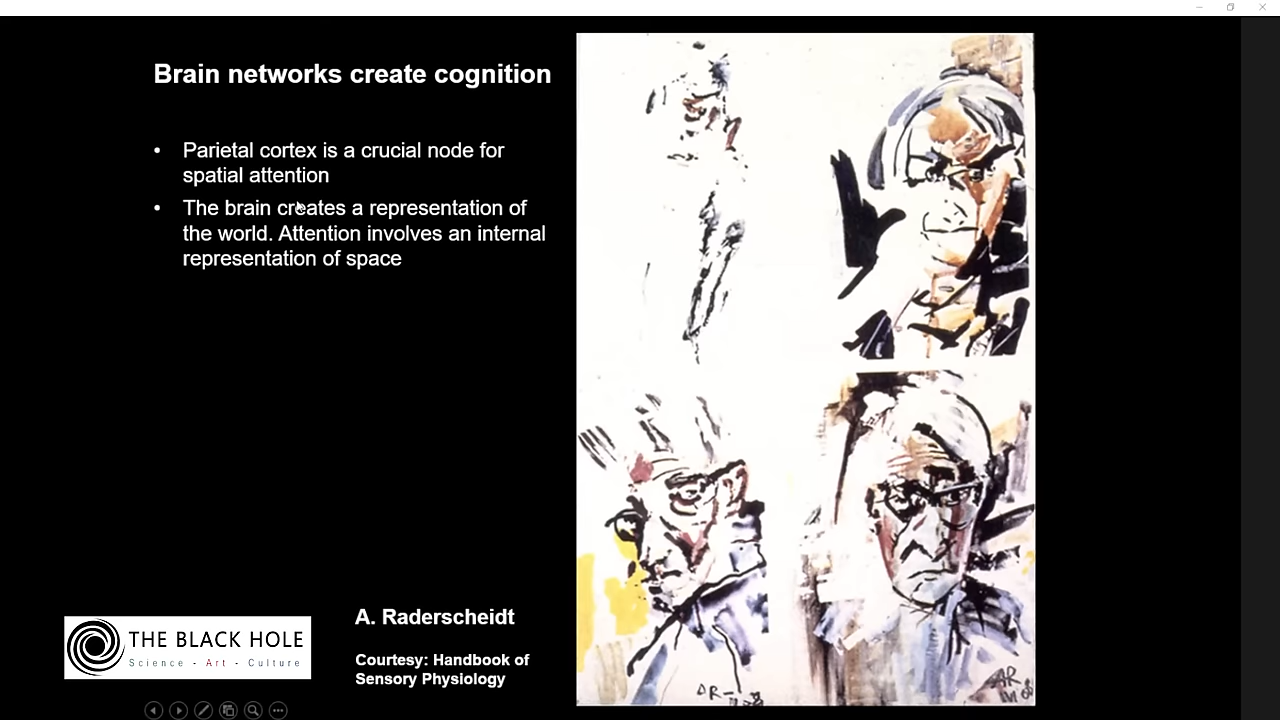 Brain networks create cognition
• Parietal cortex is a crucial node for
spatial attention
• The brain creates a representation of
the world. Attention involves an internal
representation of space
A. Raderscheidt
Courtesy: Handbook of
Sensory Physiology
THE BLACK HOLE
Science - Art - Culture
AR